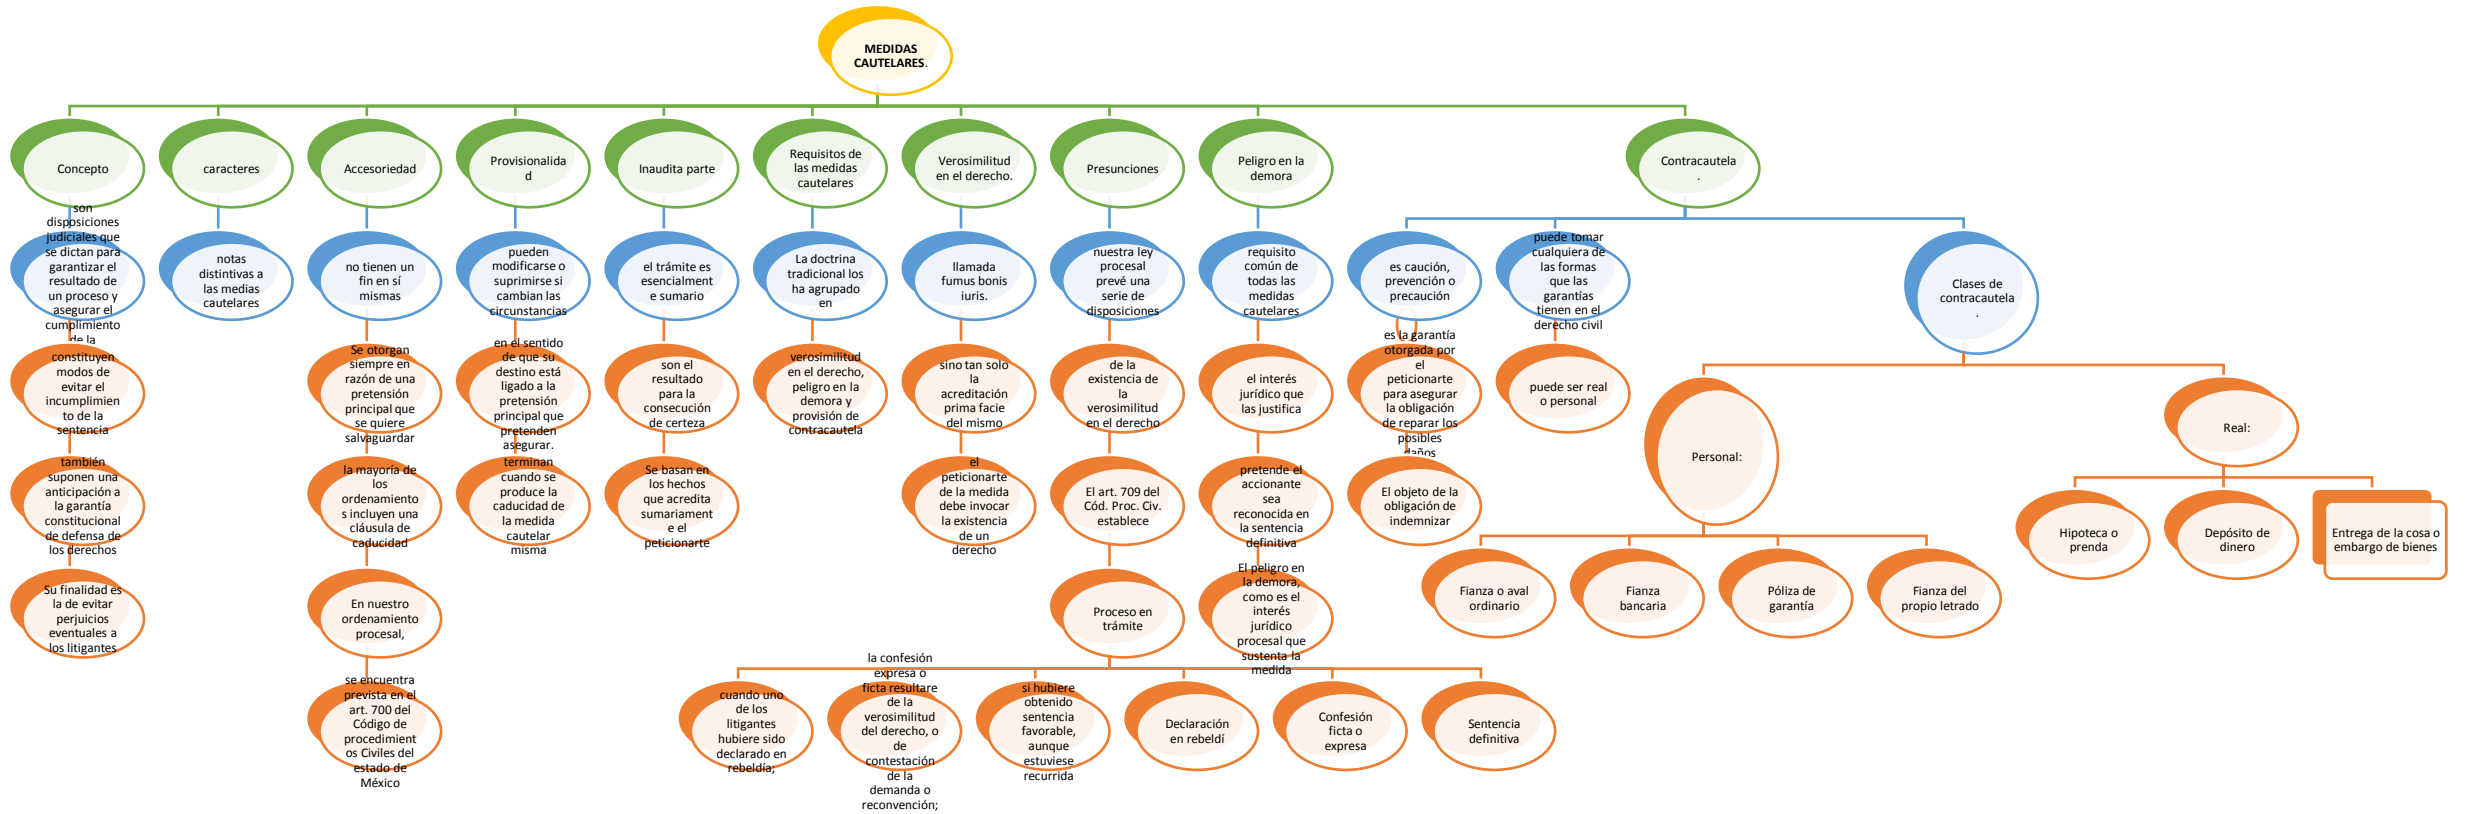 MEDIDAS
CAUTELARES.
Concepto
caracteres
Accesoriedad
Provisionalida
d
Inaudita parte
Requisitos de
las medidas
cautelares
Verosimilitud
en el derecho.
Presunciones
Peligro en la
demora
Contracautela
.
son
disposiciones
judiciales que
se dictan para
garantizar el
resultado de
un proceso y
asegurar el
cumplimiento
de la
notas
distintivas a
las medias
cautelares
no tienen un
fin en sí
mismas
pueden
modificarse o
suprimirse si
cambian las
circunstancias
el trámite es
esencialment
e sumario
La doctrina
tradicional los
ha agrupado
en
llamada
fumus bonis
iuris.
nuestra ley
procesal
prevé una
serie de
disposiciones
requisito
común de
todas las
medidas
cautelares
es caución,
prevención o
precaución
puede tomar
cualquiera de
las formas
que las
garantías
tienen en el
derecho civil
Clases de
contracautela
.
constituyen
modos de
evitar el
incumplimien
to de la
sentencia
Se otorgan
siempre en
razón de una
pretensión
principal que
se quiere
salvaguardar
en el sentido
de que su
destino está
ligado a la
pretensión
principal que
pretenden
asegurar.
son el
resultado
para la
consecución
de certeza
verosimilitud
en el derecho,
peligro en la
demora y
provisión de
contracautela
sino tan solo
la
acreditación
prima facie
del mismo
de la
existencia de
la
verosimilitud
en el derecho
el interés
jurídico que
las justifica
es la garantía
otorgada por
el
peticionarte
para asegurar
la obligación
de reparar los
posibles
daños
puede ser real
o personal
Personal:
Real:
también
suponen una
anticipación a
la garantía
constitucional
de defensa de
los derechos
la mayoría de
los
ordenamiento
s incluyen una
cláusula de
caducidad
terminan
cuando se
produce la
caducidad de
la medida
cautelar
misma
Se basan en
los hechos
que acredita
sumariament
e el
peticionarte
el
peticionarte
de la medida
debe invocar
la existencia
de un
derecho
El art. 709 del
Cód. Proc. Civ.
establece
pretende el
accionante
sea
reconocida en
la sentencia
definitiva
El objeto de la
obligación de
indemnizar
Hipoteca o
prenda
Depósito de
dinero
Entrega de la cosa o
embargo de bienes
Su finalidad es
la de evitar
perjuicios
eventuales a
los litigantes
En nuestro
ordenamiento
procesal,
Proceso en
trámite
El peligro en
la demora,
como es el
interés
jurídico
procesal que
sustenta la
medida
Fianza o aval
ordinario
Fianza
bancaria
Póliza de
garantía
Fianza del
propio letrado
se encuentra
prevista en el
art. 700 del
Código de
procedimient
os Civiles del
estado de
México
cuando uno
de los
litigantes
hubiere sido
declarado en
rebeldía;
la confesión
expresa o
ficta resultare
de la
verosimilitud
del derecho, o
de
contestación
de la
demanda o
reconvención;
si hubiere
obtenido
sentencia
favorable,
aunque
estuviese
recurrida
Declaración
en rebeldí
Confesión
ficta o
expresa
Sentencia
definitiva